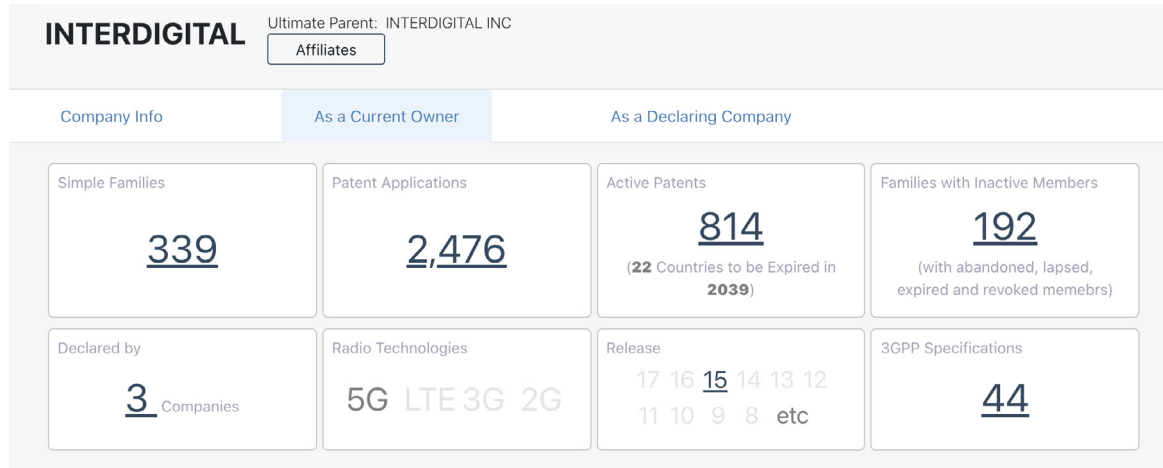 INTERDIGITAL
Ultimate Parent: INTERDIGITAL INC
Affiliates
Company Info
As a Current Owner
As a Declaring Company
Simple Families
339
Patent Applications
2,476
Active Patents
814
(22 Countries to be Expired in
2039)
Families with Inactive Members
192
(with abandoned, lapsed,
expired and revoked memebrs)
Declared by
3 Companies
Radio Technologies
5G LTE 3G 2G
Release
17 16 15 14 13 12
11 10 9 8 etc
3GPP Specifications
44